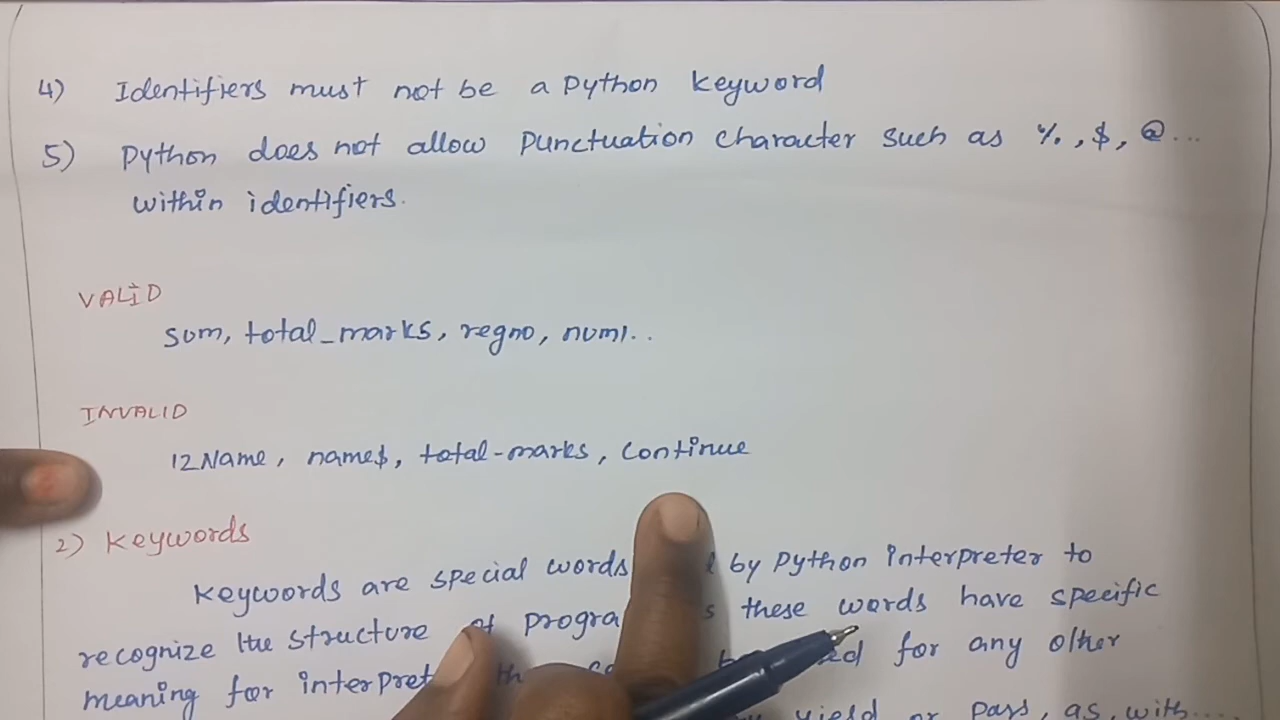 4) Identifiers must not be a python keyword
5) Python does not allow punctuation character such as %, $, @...
within identifiers.
VALID
sum, total_marks, regno, num1..
INVALID
12Name, name$, total-marks, continue
2) Keywords
Keywords are special words by python interpreter to
recognize the structure of these words have specific
meaning for for any other
yield or pass, as, with....